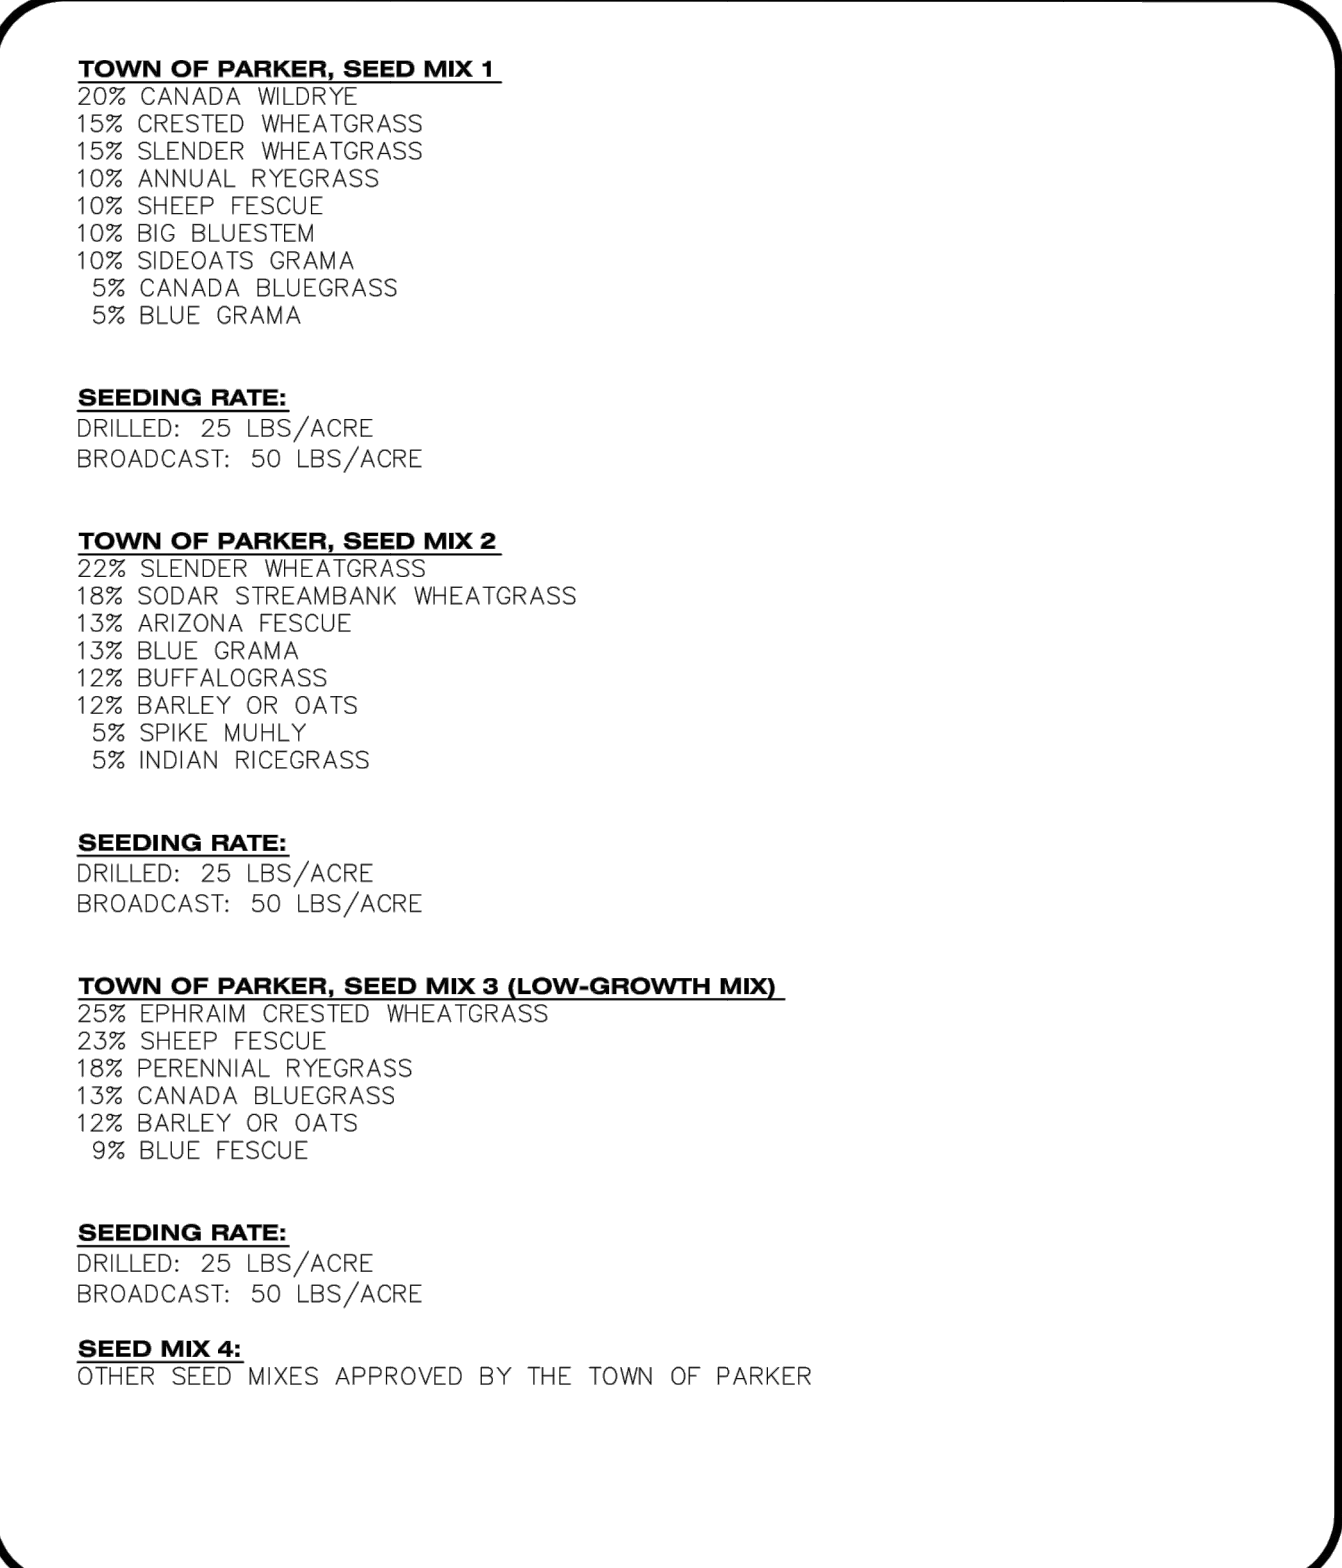 TOWN OF PARKER, SEED MIX 1
20% CANADA WILDRYE
15% CRESTED WHEATGRASS
15% SLENDER WHEATGRASS
10% ANNUAL RYEGRASS
10% SHEEP FESCUE
10% BIG BLUESTEM
10% SIDEOATS GRAMA
5% CANADA BLUEGRASS
5% BLUE GRAMA
SEEDING RATE:
DRILLED: 25 LBS/ACRE
BROADCAST: 50 LBS/ACRE
TOWN OF PARKER, SEED MIX 2
22% SLENDER WHEATGRASS
18% SODAR STREAMBANK WHEATGRASS
13% ARIZONA FESCUE
13% BLUE GRAMA
12% BUFFALOGRASS
12% BARLEY OR OATS
5% SPIKE MUHLY
5% INDIAN RICEGRASS
SEEDING RATE:
DRILLED: 25 LBS/ACRE
BROADCAST: 50 LBS/ACRE
TOWN OF PARKER, SEED MIX 3 (LOW-GROWTH MIX)
25% EPHRAIM CRESTED WHEATGRASS
23% SHEEP FESCUE
18% PERENNIAL RYEGRASS
13% CANADA BLUEGRASS
12% BARLEY OR OATS
9% BLUE FESCUE
SEEDING RATE:
DRILLED: 25 LBS/ACRE
BROADCAST: 50 LBS/ACRE
SEED MIX 4:
OTHER SEED MIXES APPROVED BY THE TOWN OF PARKER